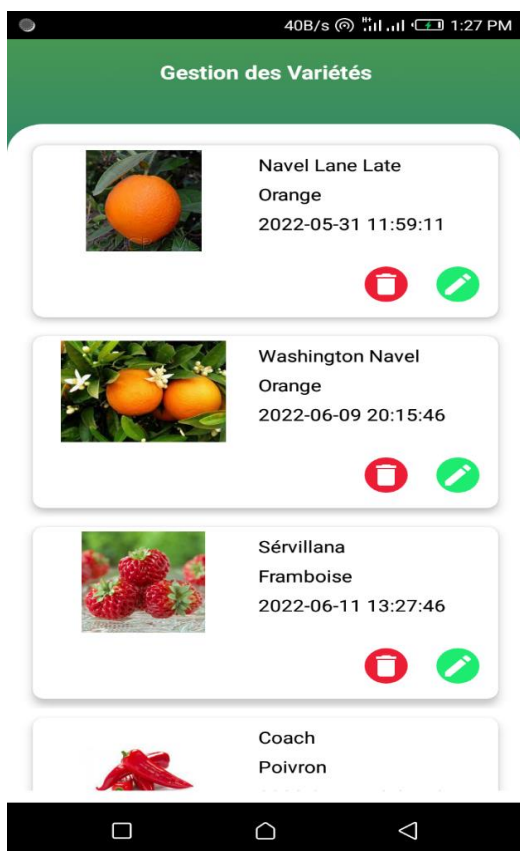 40B/s 1:27 PM
Gestion des Variétés
Navel Lane Late
Orange
2022-05-31 11:59:11
Washington Navel
Orange
2022-06-09 20:15:46
Sérvillana
Framboise
2022-06-11 13:27:46
Coach
Poivron